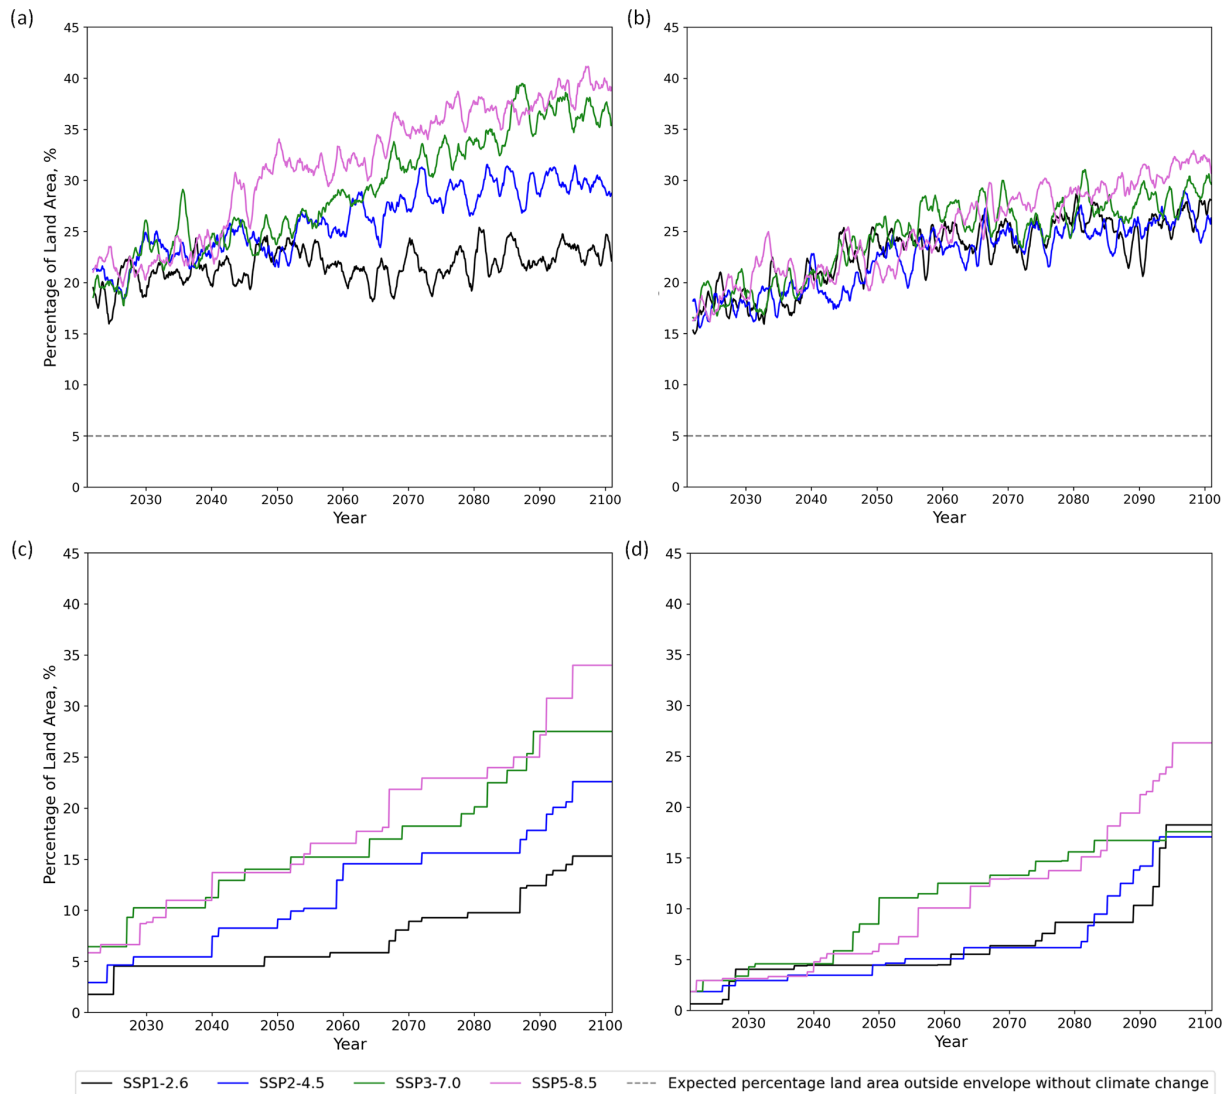 (a)
45
40
35
30
25
20
15
10
5
0
Percentage of Land Area, %
2030 2040 2050 2060 2070 2080 2090 2100
Year
(b)
45
40
35
30
25
20
15
10
5
0
2030 2040 2050 2060 2070 2080 2090 2100
Year
(c)
45
40
35
30
25
20
15
10
5
0
Percentage of Land Area, %
2030 2040 2050 2060 2070 2080 2090 2100
Year
(d)
45
40
35
30
25
20
15
10
5
0
2030 2040 2050 2060 2070 2080 2090 2100
Year
SSP1-2.6 SSP2-4.5 SSP3-7.0 SSP5-8.5 Expected percentage land area outside envelope without climate change